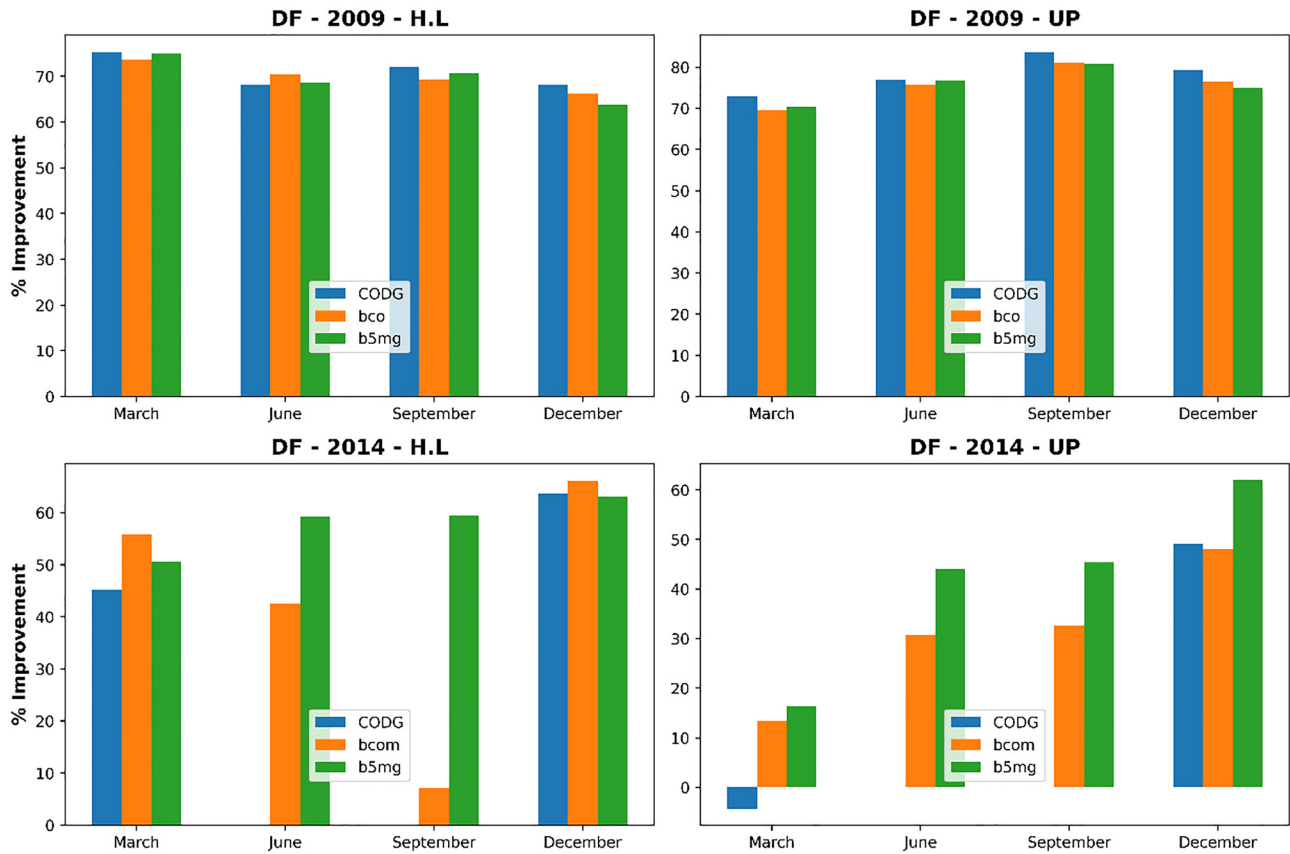 DF - 2009 - H.L
% Improvement
70
60
50
40
30
20
10
0
CODG
bco
b5mg
March June September December
DF - 2009 - UP
80
70
60
50
40
30
20
10
0
CODG
bco
b5mg
March June September December
DF - 2014 - H.L
% Improvement
60
50
40
30
20
10
0
CODG
bcom
b5mg
March June September December
DF - 2014 - UP
60
50
40
30
20
10
0
CODG
bcom
b5mg
March June September December